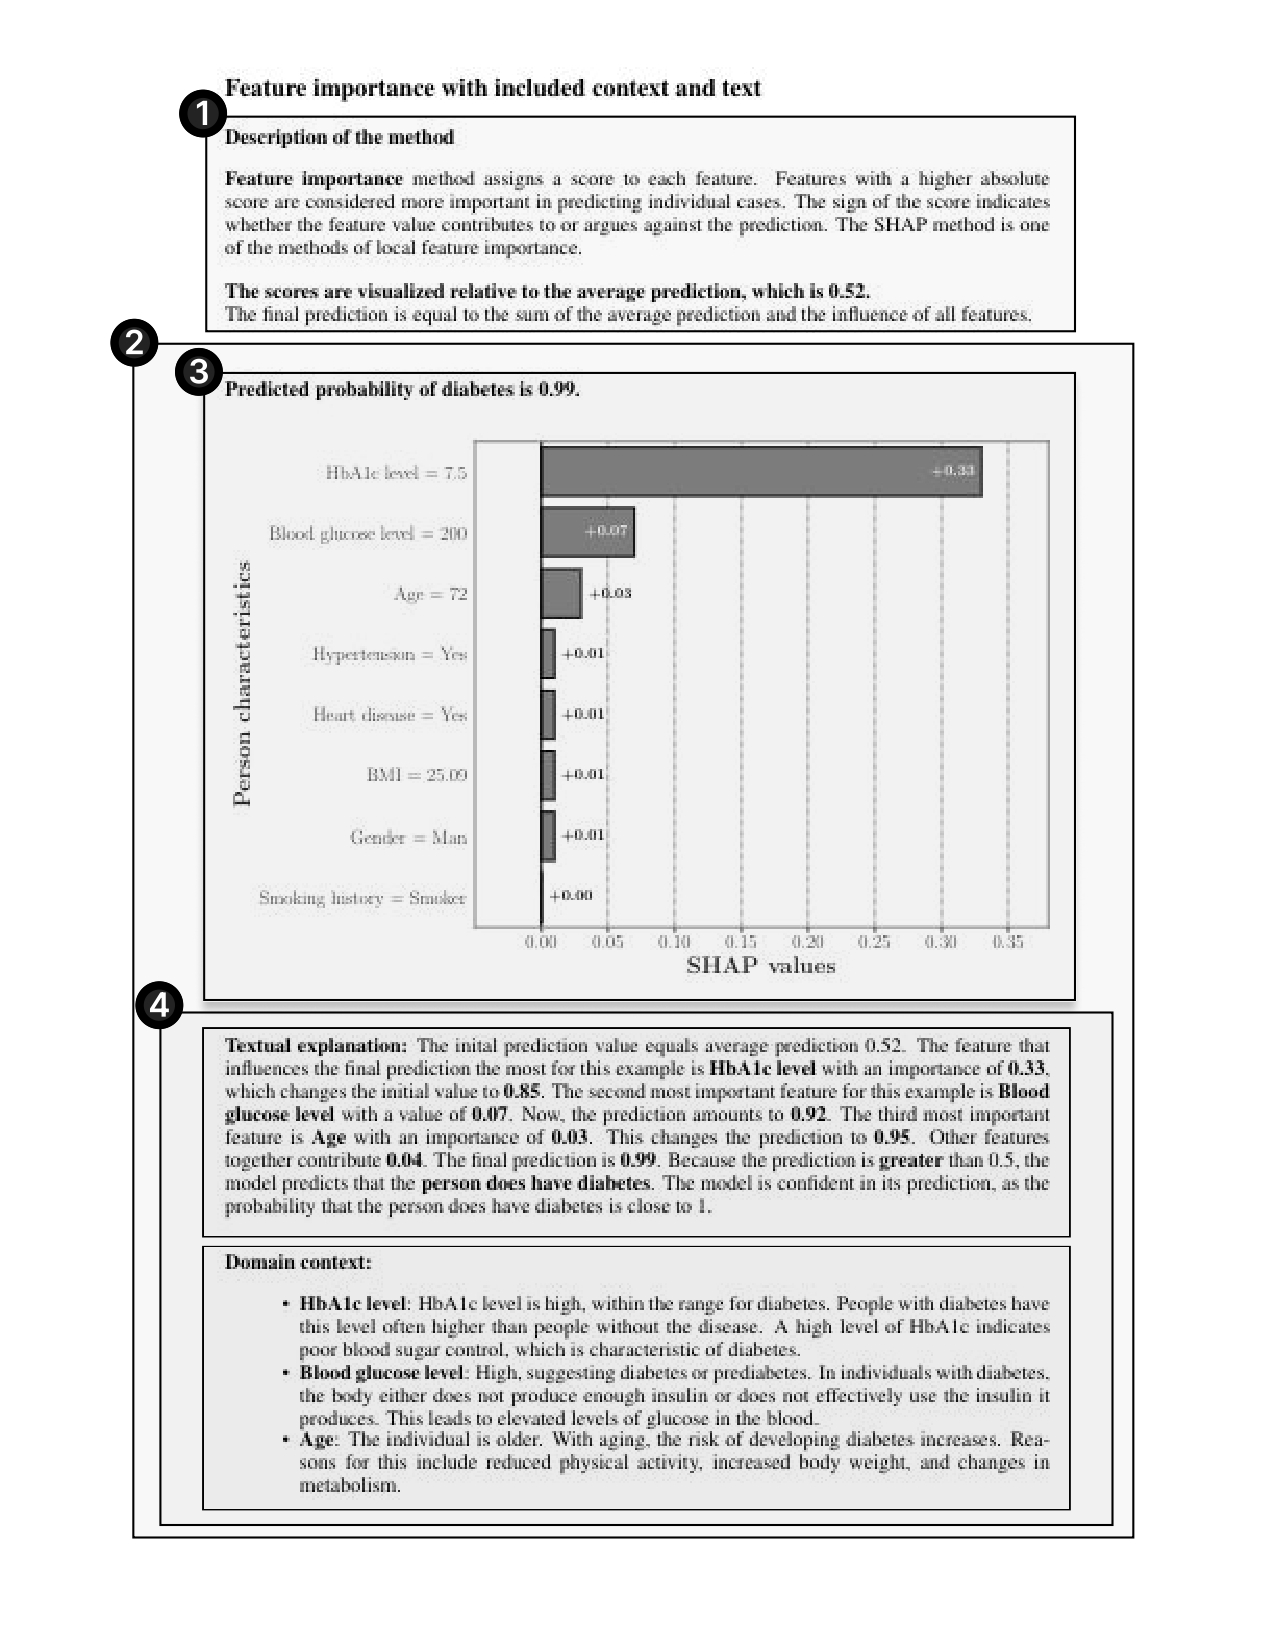 Feature importance with included context and text
1
Description of the method
Feature importance method assigns a score to each feature. Features with a higher absolute
score are considered more important in predicting individual cases. The sign of the score indicates
whether the feature value contributes to or argues against the prediction. The SHAP method is one
of the methods of local feature importance.
The scores are visualized relative to the average prediction, which is 0.52.
The final prediction is equal to the sum of the average prediction and the influence of all features.
2
3
Predicted probability of diabetes is 0.99.
Person characteristics
HbA1c level = 7.5
+0.33
Blood glucose level = 200
+0.07
Age = 72
+0.03
Hypertension = Yes
+0.01
Heart disease = Yes
+0.01
BMI = 25.09
+0.01
Gender = Man
+0.01
Smoking history = Smoker
+0.00
0.00 0.05 0.10 0.15 0.20 0.25 0.30 0.35
SHAP values
4
Textual explanation: The inital prediction value equals average prediction 0.52. The feature that
influences the final prediction the most for this example is HbA1c level with an importance of 0.33,
which changes the initial value to 0.85. The second most important feature for this example is Blood
glucose level with a value of 0.07. Now, the prediction amounts to 0.92. The third most important
feature is Age with an importance of 0.03. This changes the prediction to 0.95. Other features
together contribute 0.04. The final prediction is 0.99. Because the prediction is greater than 0.5, the
model predicts that the person does have diabetes. The model is confident in its prediction, as the
probability that the person does have diabetes is close to 1.
Domain context:
• HbA1c level: HbA1c level is high, within the range for diabetes. People with diabetes have
this level often higher than people without the disease. A high level of HbA1c indicates
poor blood sugar control, which is characteristic of diabetes.
• Blood glucose level: High, suggesting diabetes or prediabetes. In individuals with diabetes,
the body either does not produce enough insulin or does not effectively use the insulin it
produces. This leads to elevated levels of glucose in the blood.
• Age: The individual is older. With aging, the risk of developing diabetes increases. Rea-
sons for this include reduced physical activity, increased body weight, and changes in
metabolism.